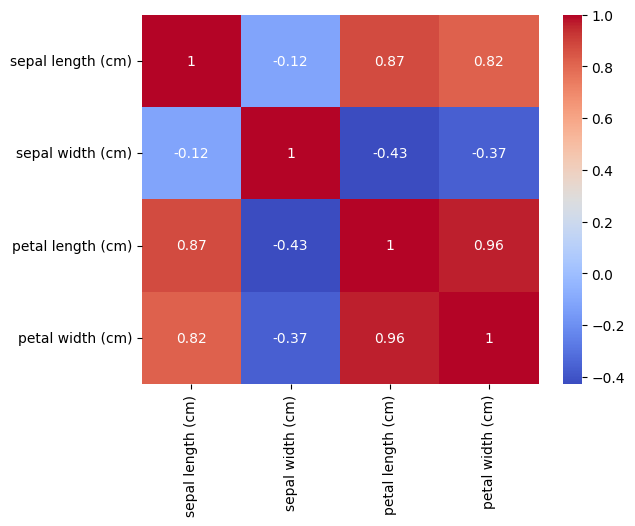 sepal length (cm) 1 -0.12 0.87 0.82
sepal width (cm) -0.12 1 -0.43 -0.37
petal length (cm) 0.87 -0.43 1 0.96
petal width (cm) 0.82 -0.37 0.96 1
sepal length (cm)
sepal width (cm)
petal length (cm)
petal width (cm)
1.0
0.8
0.6
0.4
0.2
0.0
−0.2
−0.4